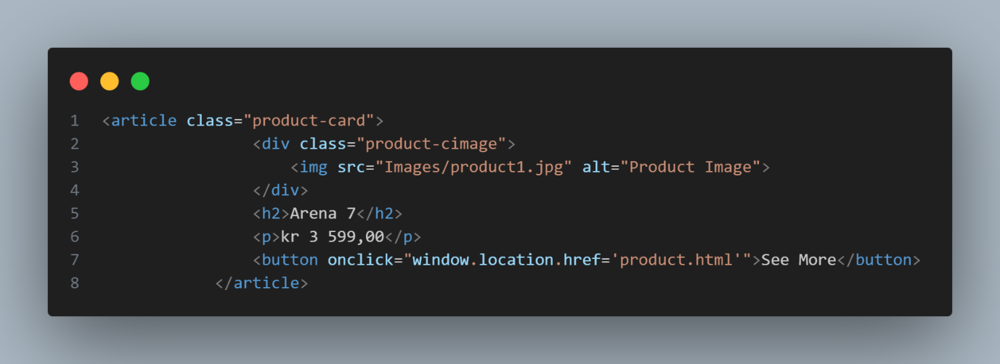 1 <article class="product-card">
2                 <div class="product-cimage">
3                     <img src="Images/product1.jpg" alt="Product Image">
4                 </div>
5                 <h2>Arena 7</h2>
6                 <p>kr 3 599,00</p>
7                 <button onclick="window.location.href='product.html'">See More</button>
8             </article>